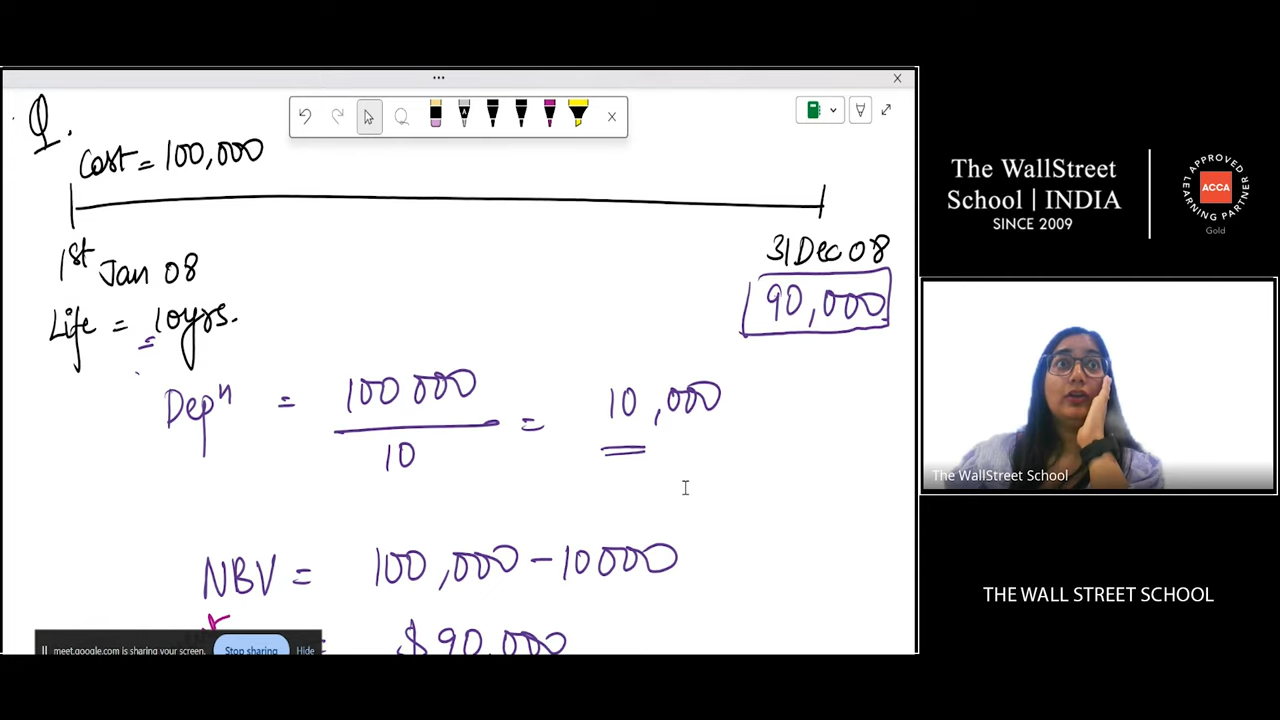 Q.
Cost = 100,000
1st Jan 08
31 Dec 08
90,000
Life = 10yrs.
Depn = 100 000 / 10 = 10,000
NBV = 100,000 - 10000
= $90,000
meet.google.com is sharing your screen.
Stop sharing
Hide
The WallStreet
School | INDIA
SINCE 2009
APPROVED
LEARNING PARTNER
ACCA
Gold
The WallStreet School
THE WALL STREET SCHOOL